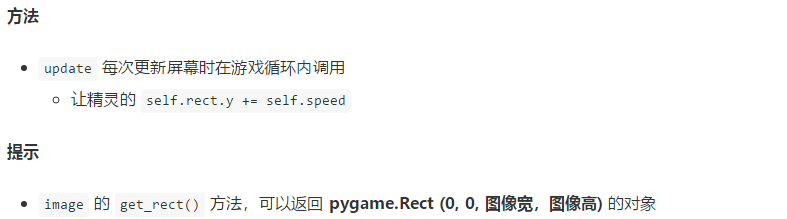 方法
update 每次更新屏幕时在游戏循环内调用
让精灵的 self.rect.y += self.speed
提示
image 的 get_rect() 方法，可以返回 pygame.Rect (0, 0, 图像宽，图像高) 的对象